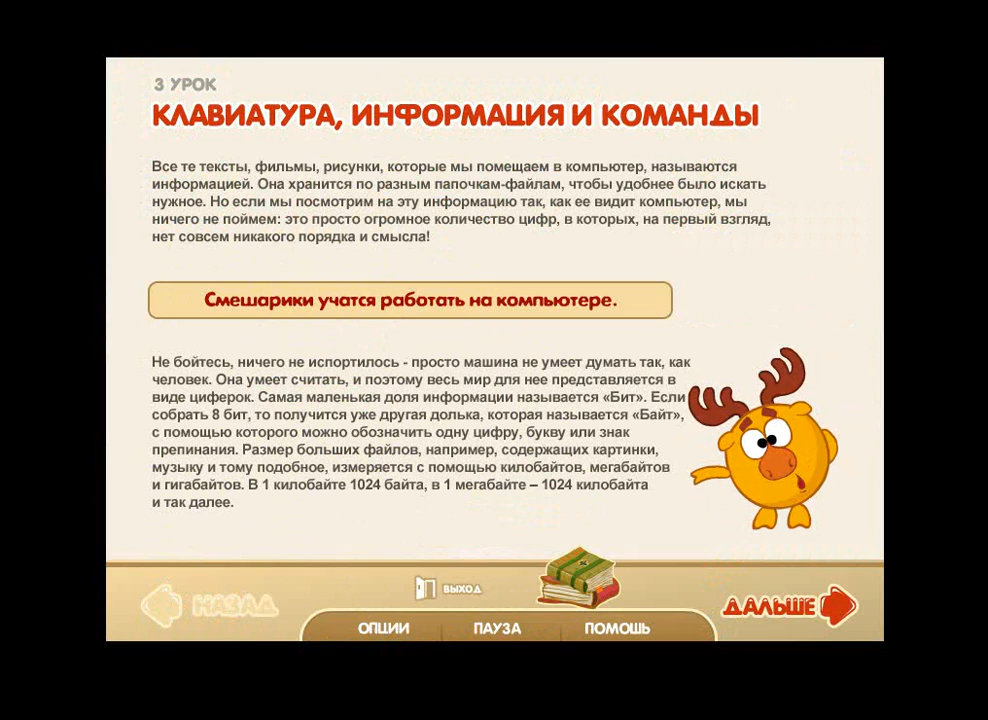 3 УРОК
КЛАВИАТУРА, ИНФОРМАЦИЯ И КОМАНДЫ
Все те тексты, фильмы, рисунки, которые мы помещаем в компьютер, называются
информацией. Она хранится по разным папочкам-файлам, чтобы удобнее было искать
нужное. Но если мы посмотрим на эту информацию так, как ее видит компьютер, мы
ничего не поймем: это просто огромное количество цифр, в которых, на первый взгляд,
нет совсем никакого порядка и смысла!
Смешарики учатся работать на компьютере.
Не бойтесь, ничего не испортилось - просто машина не умеет думать так, как
человек. Она умеет считать, и поэтому весь мир для нее представляется в
виде циферок. Самая маленькая доля информации называется «Бит». Если
собрать 8 бит, то получится уже другая долька, которая называется «Байт»,
с помощью которого можно обозначить одну цифру, букву или знак
препинания. Размер больших файлов, например, содержащих картинки,
музыку и тому подобное, измеряется с помощью килобайтов, мегабайтов
и гигабайтов. В 1 килобайте 1024 байта, в 1 мегабайте – 1024 килобайта
и так далее.
НАЗАД
ВЫХОД
ДАЛЬШЕ
ОПЦИИ
ПАУЗА
ПОМОЩЬ